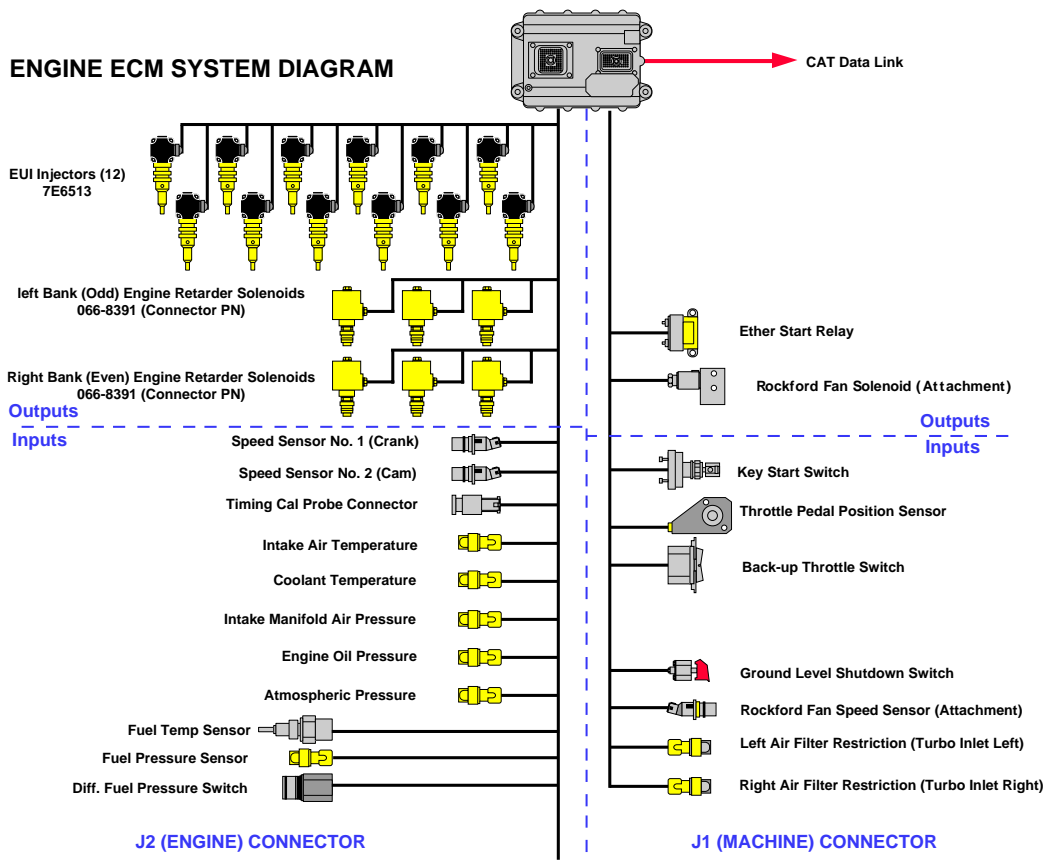 ENGINE ECM SYSTEM DIAGRAM
CAT Data Link
EUI Injectors (12)
7E6513
left Bank (Odd) Engine Retarder Solenoids
066-8391 (Connector PN)
Right Bank (Even) Engine Retarder Solenoids
066-8391 (Connector PN)
Outputs
Inputs
Speed Sensor No. 1 (Crank)
Speed Sensor No. 2 (Cam)
Timing Cal Probe Connector
Intake Air Temperature
Coolant Temperature
Intake Manifold Air Pressure
Engine Oil Pressure
Atmospheric Pressure
Fuel Temp Sensor
Fuel Pressure Sensor
Diff. Fuel Pressure Switch
J2 (ENGINE) CONNECTOR
Ether Start Relay
Rockford Fan Solenoid (Attachment)
Outputs
Inputs
Key Start Switch
Throttle Pedal Position Sensor
Back-up Throttle Switch
Ground Level Shutdown Switch
Rockford Fan Speed Sensor (Attachment)
Left Air Filter Restriction (Turbo Inlet Left)
Right Air Filter Restriction (Turbo Inlet Right)
J1 (MACHINE) CONNECTOR